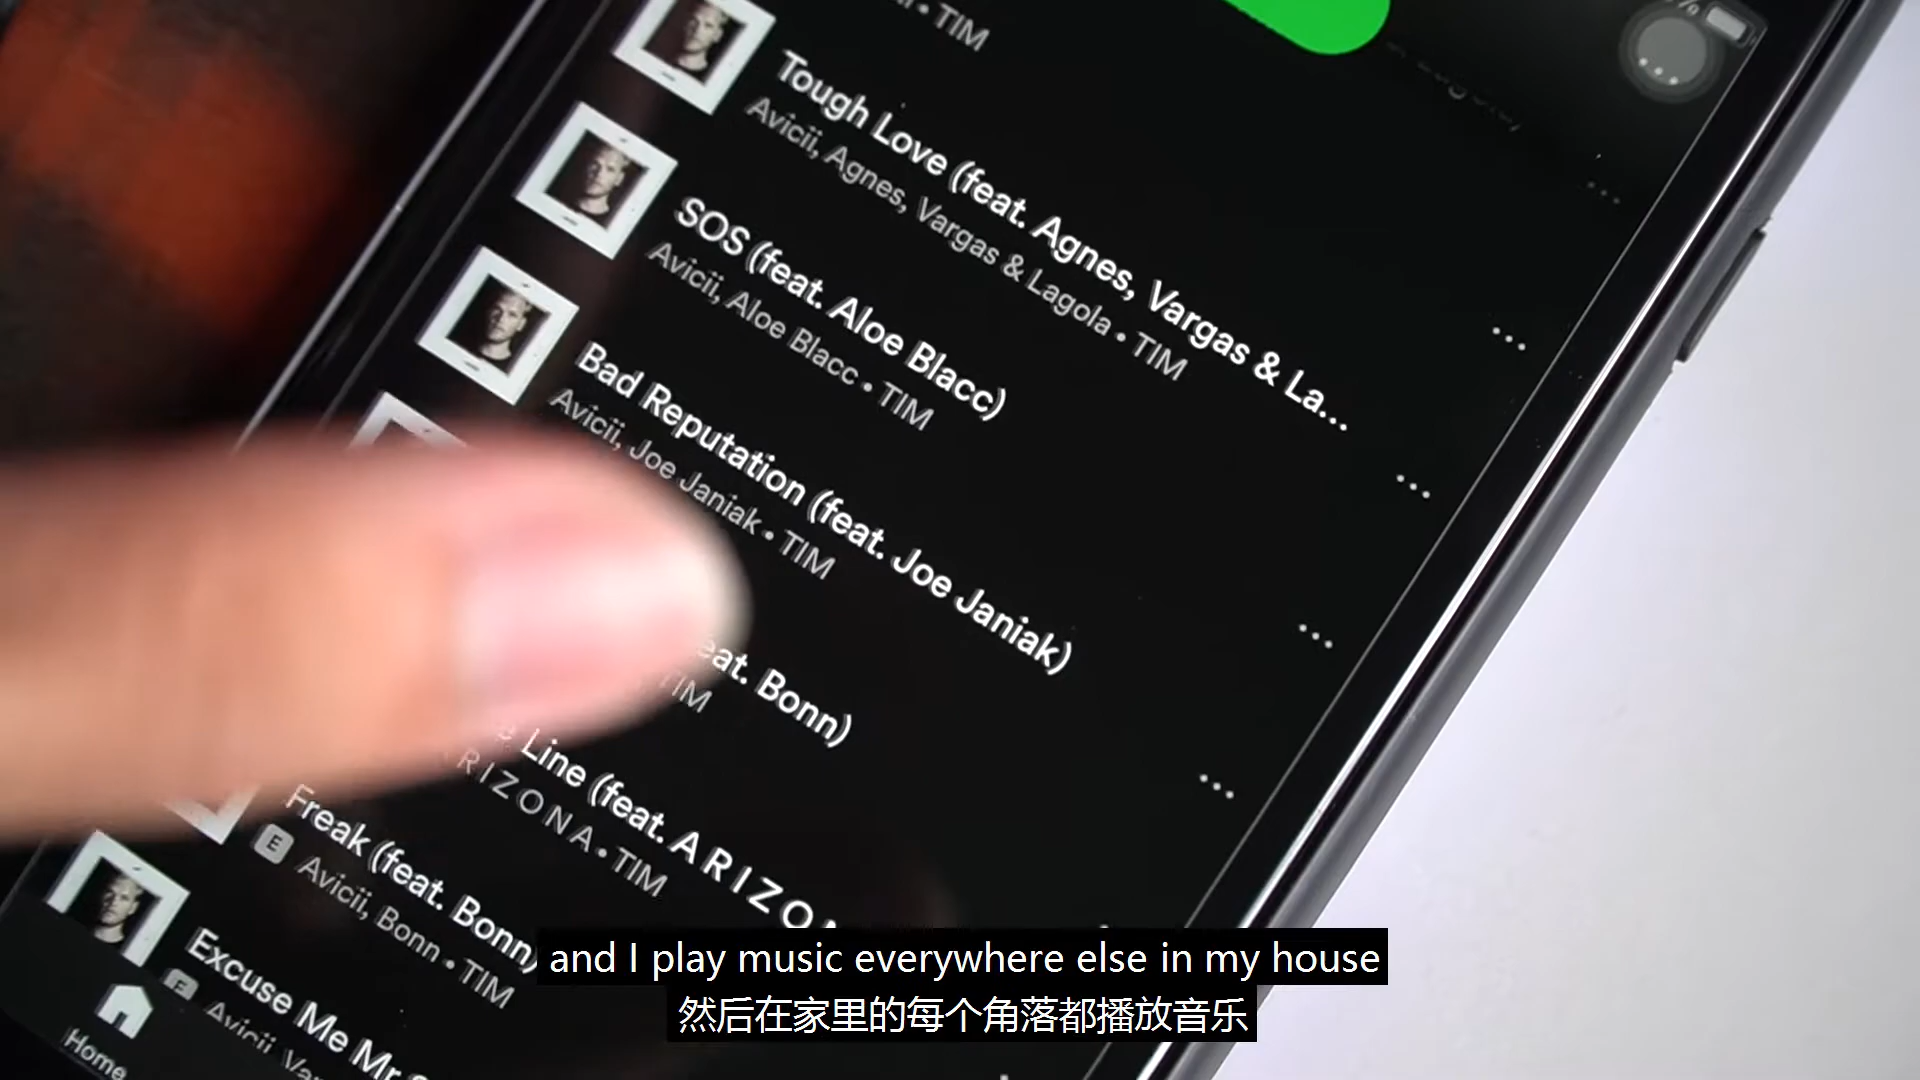 • TIM
Tough Love (feat. Agnes, Vargas & La...
Avicii, Agnes, Vargas & Lagola • TIM
SOS (feat. Aloe Blacc)
Avicii, Aloe Blacc • TIM
Bad Reputation (feat. Joe Janiak)
Avicii, Joe Janiak • TIM
Bonn)
TIM
Line (feat. A R I Z O
A R I Z O N A • TIM
Freak (feat. Bonn)
E Avicii, Bonn • TIM
Excuse Me Mr
E Avicii
Home
and I play music everywhere else in my house
然后在家里的每个角落都播放音乐